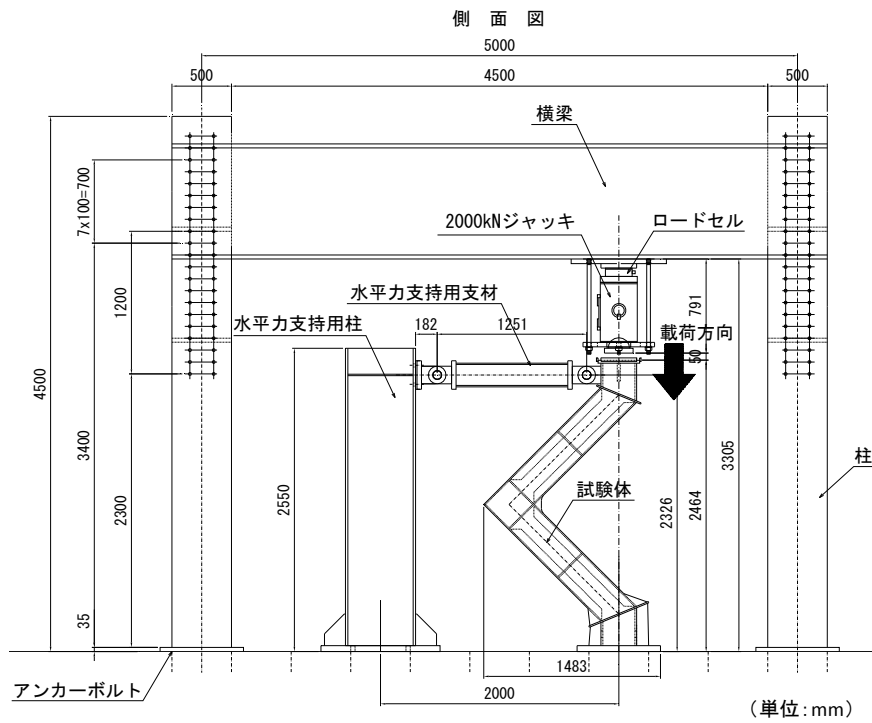 側 面 図
5000
500
4500
500
横梁
2000kNジャッキ
ロードセル
7x100=700
水平力支持用支材
水平力支持用柱
182
1251
791
載荷方向
50
1200
4500
3400
2300
35
2550
試験体
2326
2464
3305
柱
アンカーボルト
1483
2000
（単位:mm）